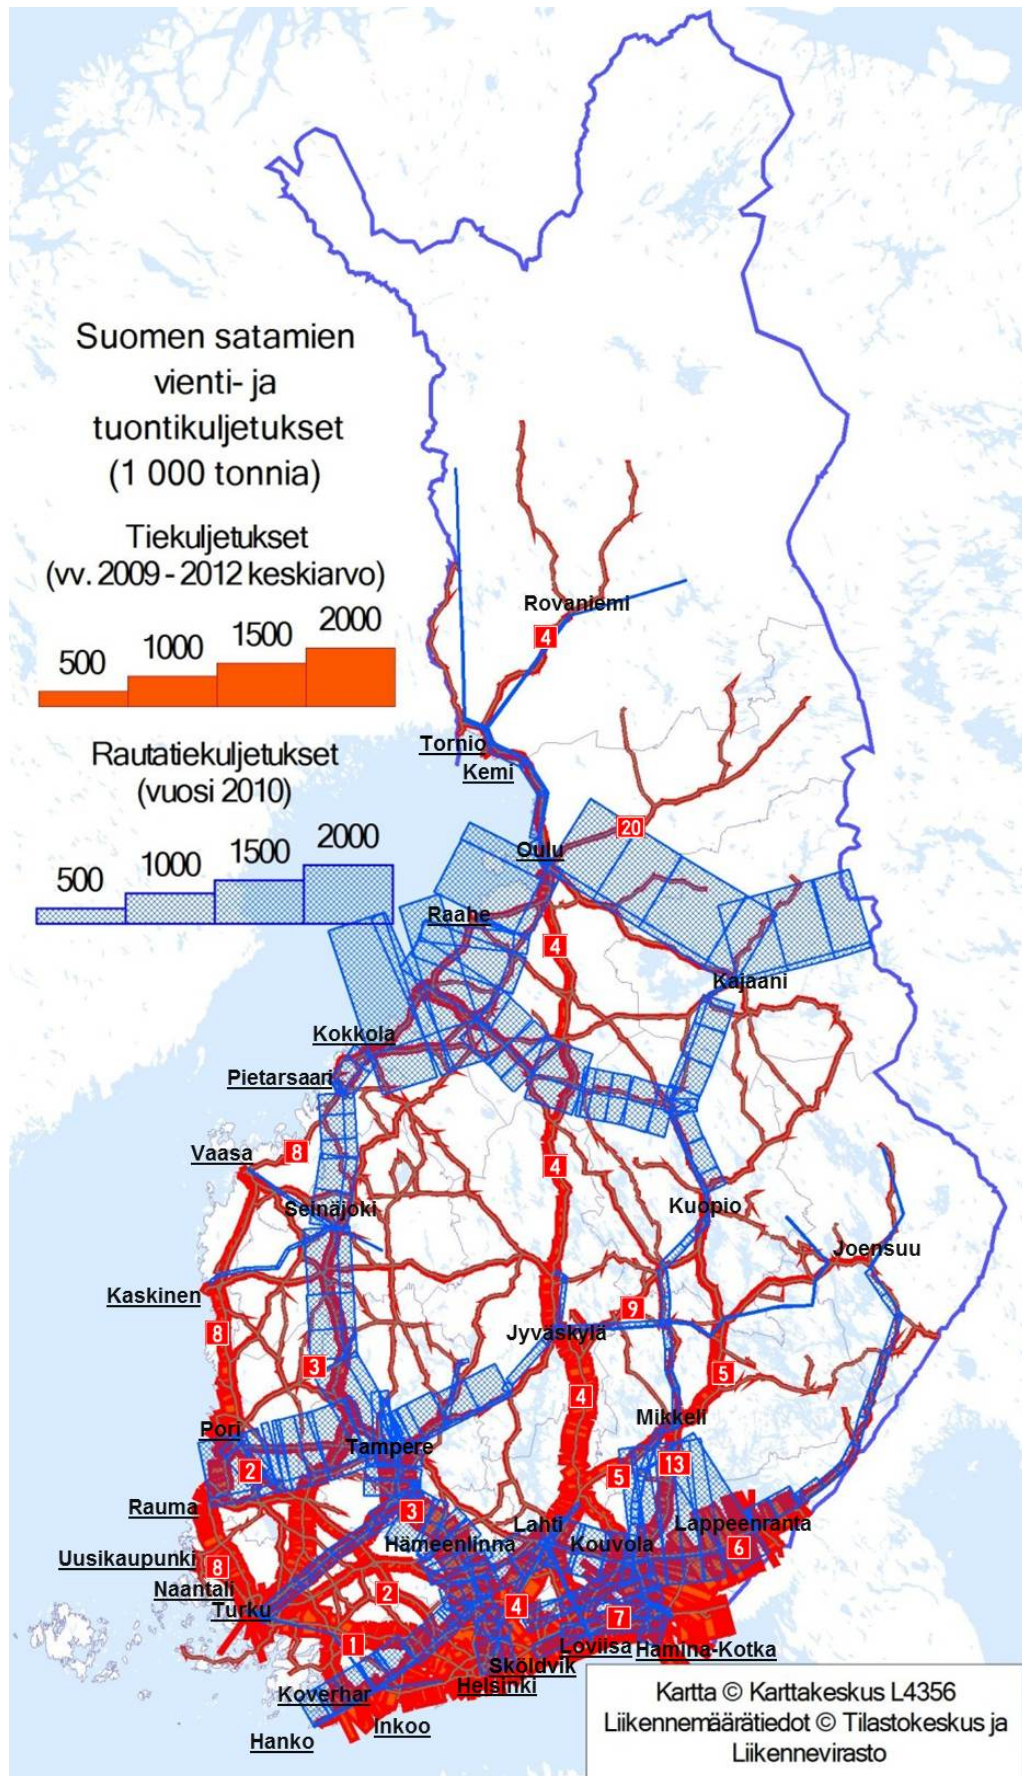 Suomen satamien
vienti- ja
tuontikuljetukset
(1 000 tonnia)
Tiekuljetukset
(vv. 2009 - 2012 keskiarvo)
500 1000 1500 2000
Rautatiekuljetukset
(vuosi 2010)
500 1000 1500 2000
Rovaniemi
4
Tornio
Kemi
20
Oulu
Raahe
4
Kajaani
Kokkola
Pietarsaari
8
Vaasa
4
Seinäjoki
Kuopio
Joensuu
Kaskinen
9
8
Jyväskylä
3
5
4
Mikkeli
Pori
Tampere
2
5
13
Rauma
3
Lahti
Lappeenranta
Hämeenlinna
Kouvola
6
Uusikaupunki
8
Naantali
2
Turku
4
7
1
Loviisa
Hamina-Kotka
Sköldvik
Helsinki
Koverhar
Inkoo
Hanko
Kartta © Karttakeskus L4356
Liikennemäärätiedot © Tilastokeskus ja
Liikennevirasto